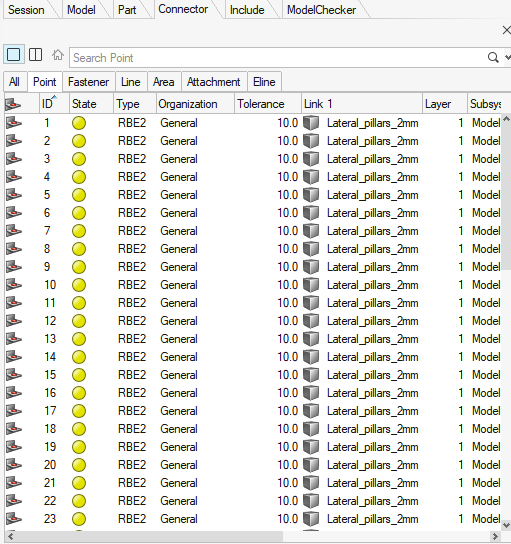 Session Model Part Connector Include ModelChecker
Search Point
All Point Fastener Line Area Attachment Eline
ID State Type Organization Tolerance Link 1 Layer Subsys
1 RBE2 General 10.0 Lateral_pillars_2mm 1 Model
2 RBE2 General 10.0 Lateral_pillars_2mm 1 Model
3 RBE2 General 10.0 Lateral_pillars_2mm 1 Model
4 RBE2 General 10.0 Lateral_pillars_2mm 1 Model
5 RBE2 General 10.0 Lateral_pillars_2mm 1 Model
6 RBE2 General 10.0 Lateral_pillars_2mm 1 Model
7 RBE2 General 10.0 Lateral_pillars_2mm 1 Model
8 RBE2 General 10.0 Lateral_pillars_2mm 1 Model
9 RBE2 General 10.0 Lateral_pillars_2mm 1 Model
10 RBE2 General 10.0 Lateral_pillars_2mm 1 Model
11 RBE2 General 10.0 Lateral_pillars_2mm 1 Model
12 RBE2 General 10.0 Lateral_pillars_2mm 1 Model
13 RBE2 General 10.0 Lateral_pillars_2mm 1 Model
14 RBE2 General 10.0 Lateral_pillars_2mm 1 Model
15 RBE2 General 10.0 Lateral_pillars_2mm 1 Model
16 RBE2 General 10.0 Lateral_pillars_2mm 1 Model
17 RBE2 General 10.0 Lateral_pillars_2mm 1 Model
18 RBE2 General 10.0 Lateral_pillars_2mm 1 Model
19 RBE2 General 10.0 Lateral_pillars_2mm 1 Model
20 RBE2 General 10.0 Lateral_pillars_2mm 1 Model
21 RBE2 General 10.0 Lateral_pillars_2mm 1 Model
22 RBE2 General 10.0 Lateral_pillars_2mm 1 Model
23 RBE2 General 10.0 Lateral_pillars_2mm 1 Model